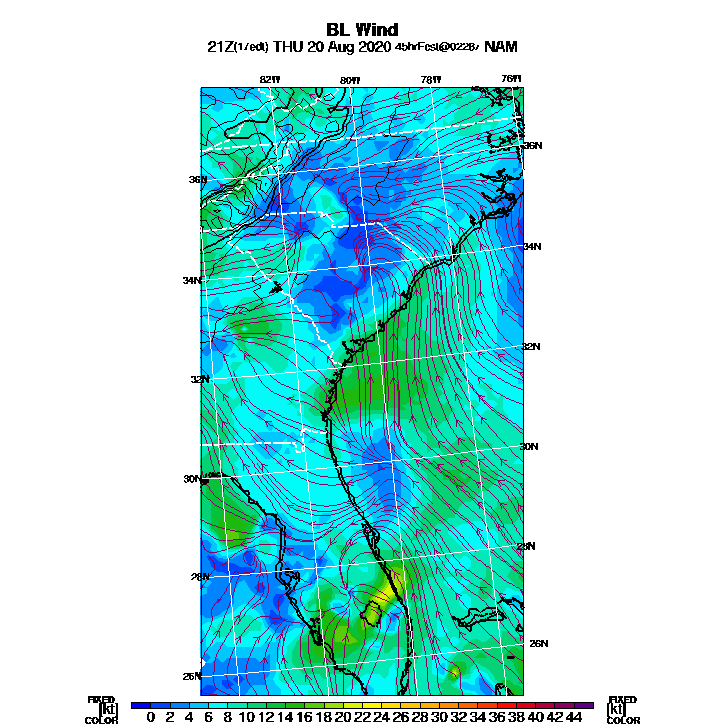 BL Wind
21Z(17edt) THU 20 Aug 2020 45hrFcst@0228z NAM
82W 80W 78W 76W
36N 36N
34N 34N
32N 32N
30N 30N
28N 28N
26N 26N
FIXED FIXED
[kt] 0 2 4 6 8 10 12 14 16 18 20 22 24 26 28 30 32 34 36 38 40 42 44 [kt]
COLOR COLOR